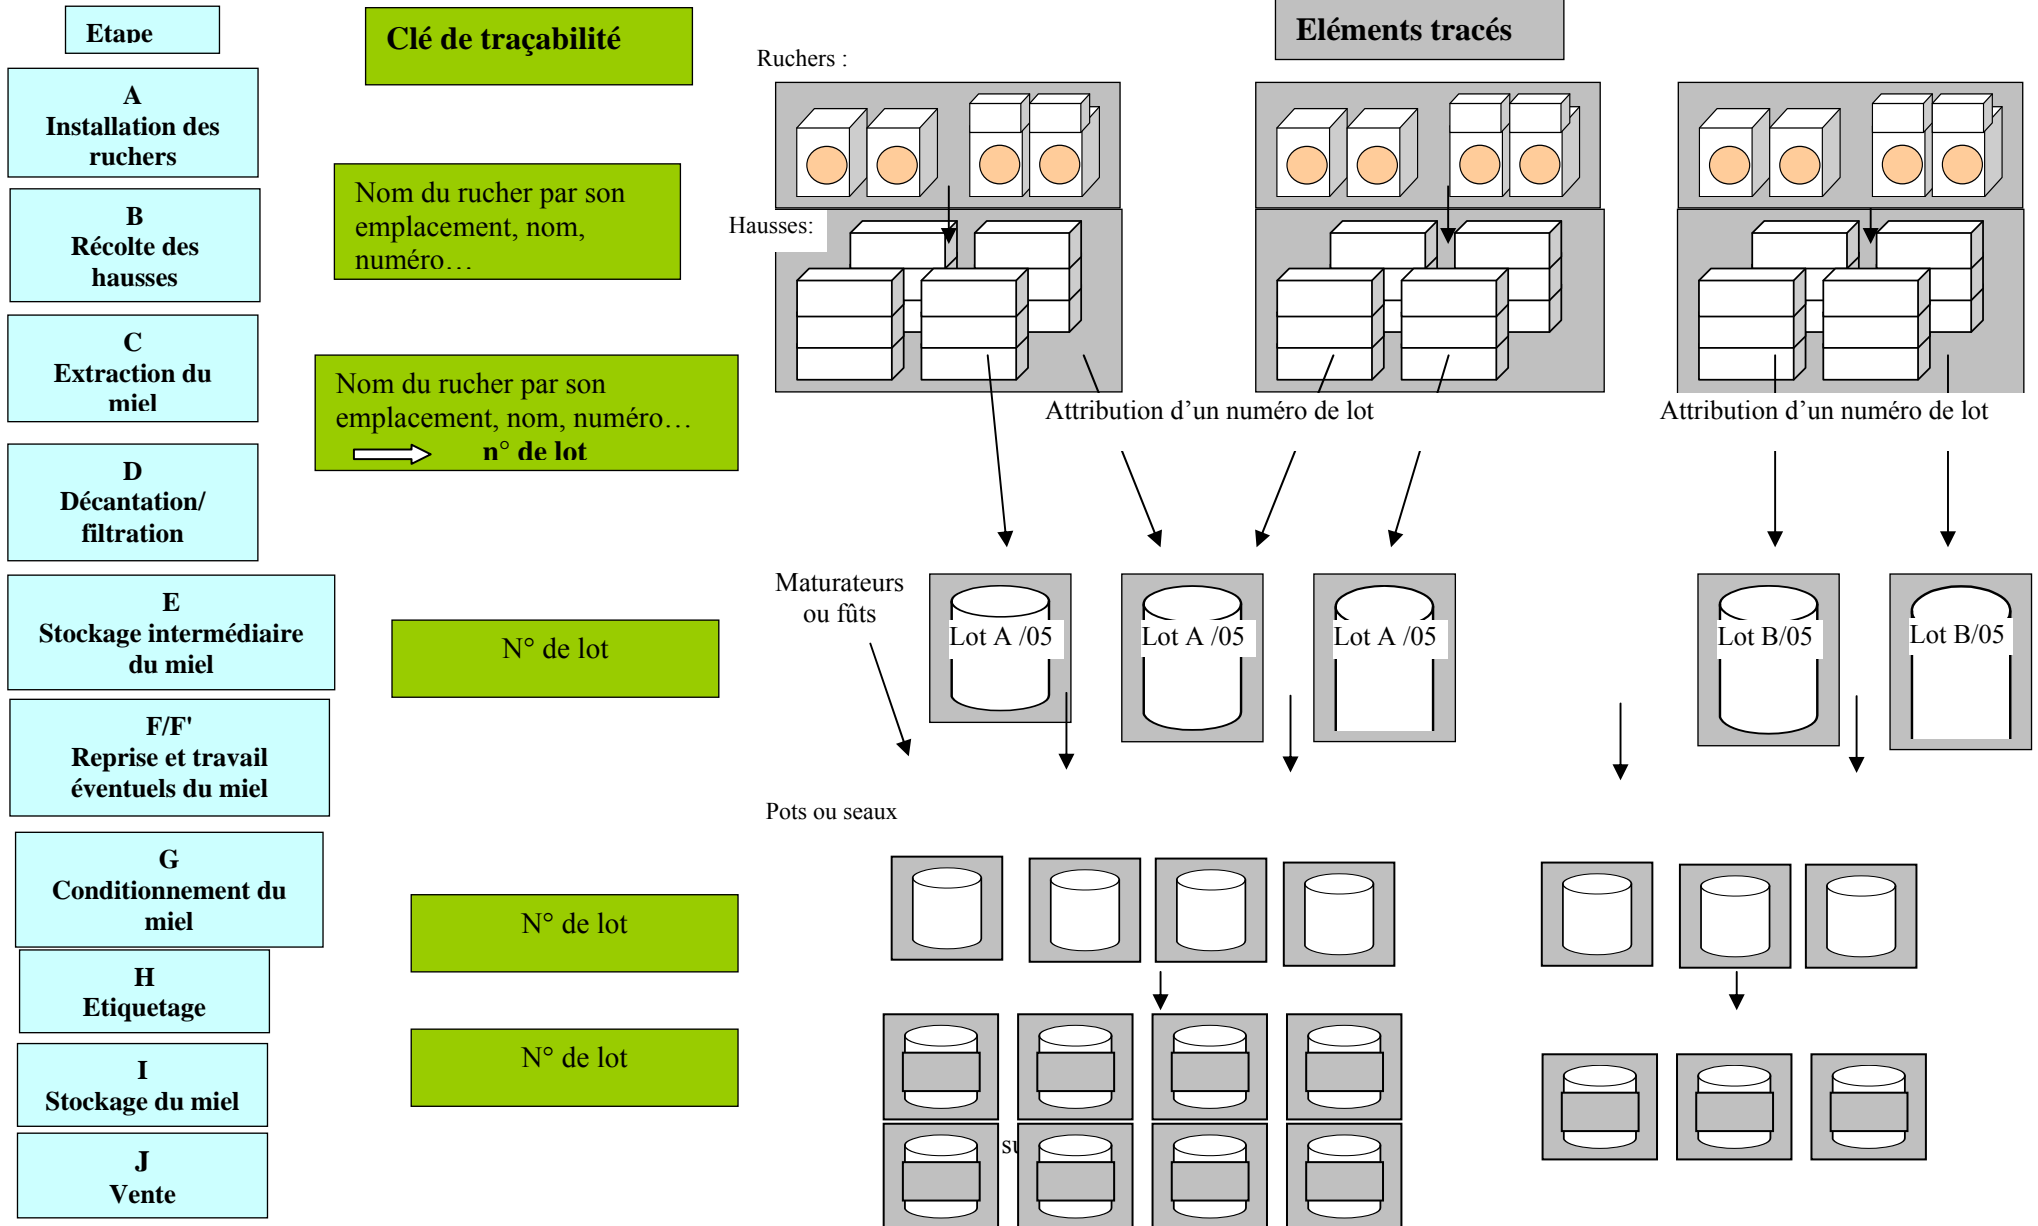 Etape
Clé de traçabilité
Eléments tracés
A
Installation des
ruchers
B
Récolte des
hausses
C
Extraction du
miel
D
Décantation/
filtration
E
Stockage intermédiaire
du miel
F/F'
Reprise et travail
éventuels du miel
G
Conditionnement du
miel
H
Etiquetage
I
Stockage du miel
J
Vente
Nom du rucher par son
emplacement, nom,
numéro…
Nom du rucher par son
emplacement, nom, numéro…
n° de lot
N° de lot
N° de lot
N° de lot
Ruchers :
Hausses:
Attribution d’un numéro de lot
Attribution d’un numéro de lot
Maturateurs
ou fûts
Lot A /05
Lot A /05
Lot A /05
Lot B/05
Lot B/05
Pots ou seaux